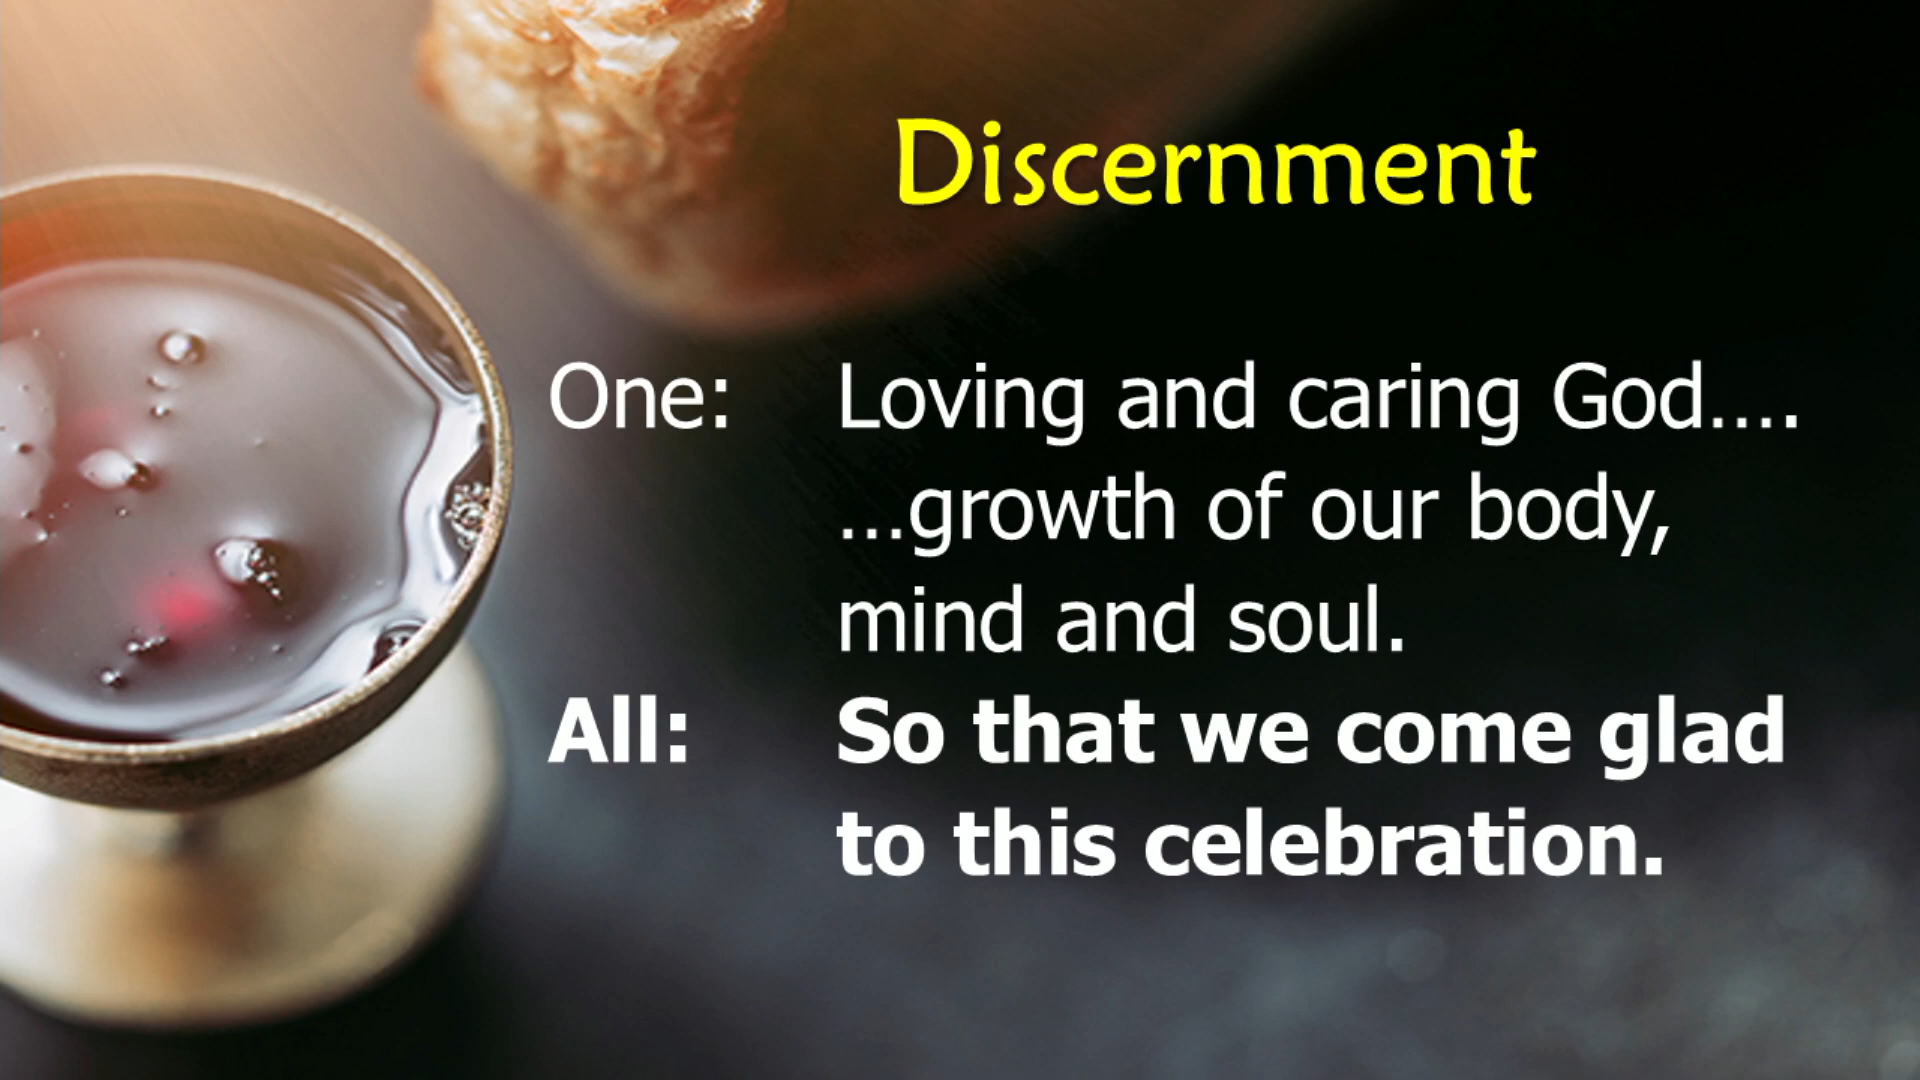 Discernment
One: Loving and caring God….
…growth of our body,
mind and soul.
All: So that we come glad
to this celebration.